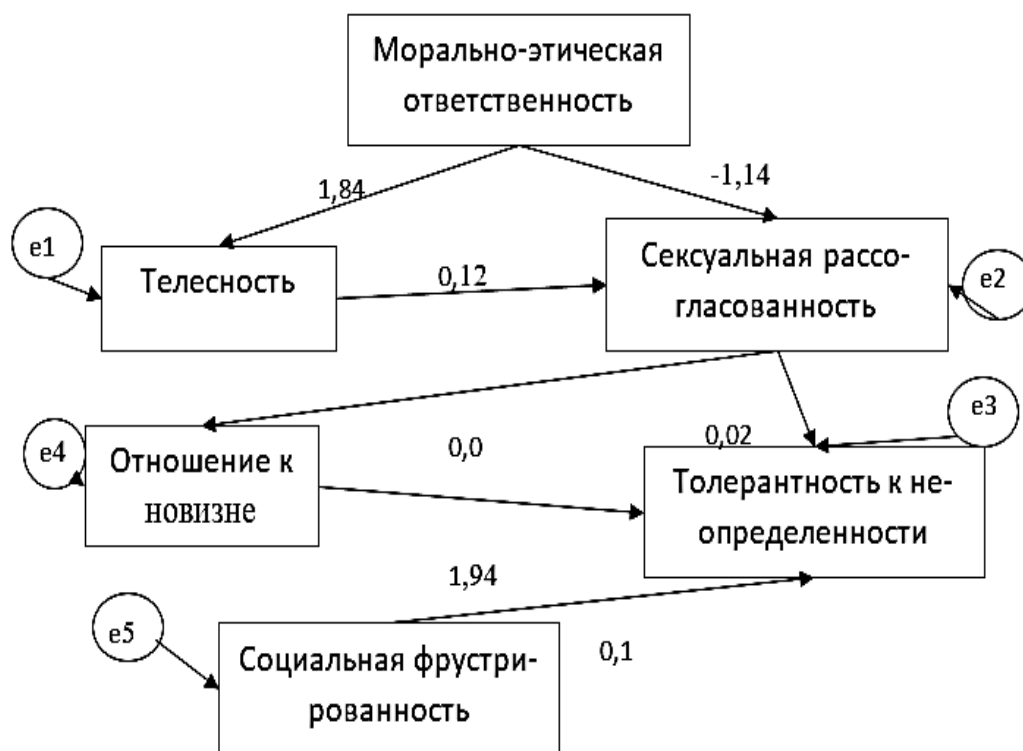 Морально-этическая
ответственность
1,84
-1,14
e1
Телесность
0,12
Сексуальная рассо-
гласованность
e2
e4
Отношение к
новизне
0,0
0,02
e3
Толерантность к не-
определенности
1,94
e5
Социальная фрустри-
рованность
0,1